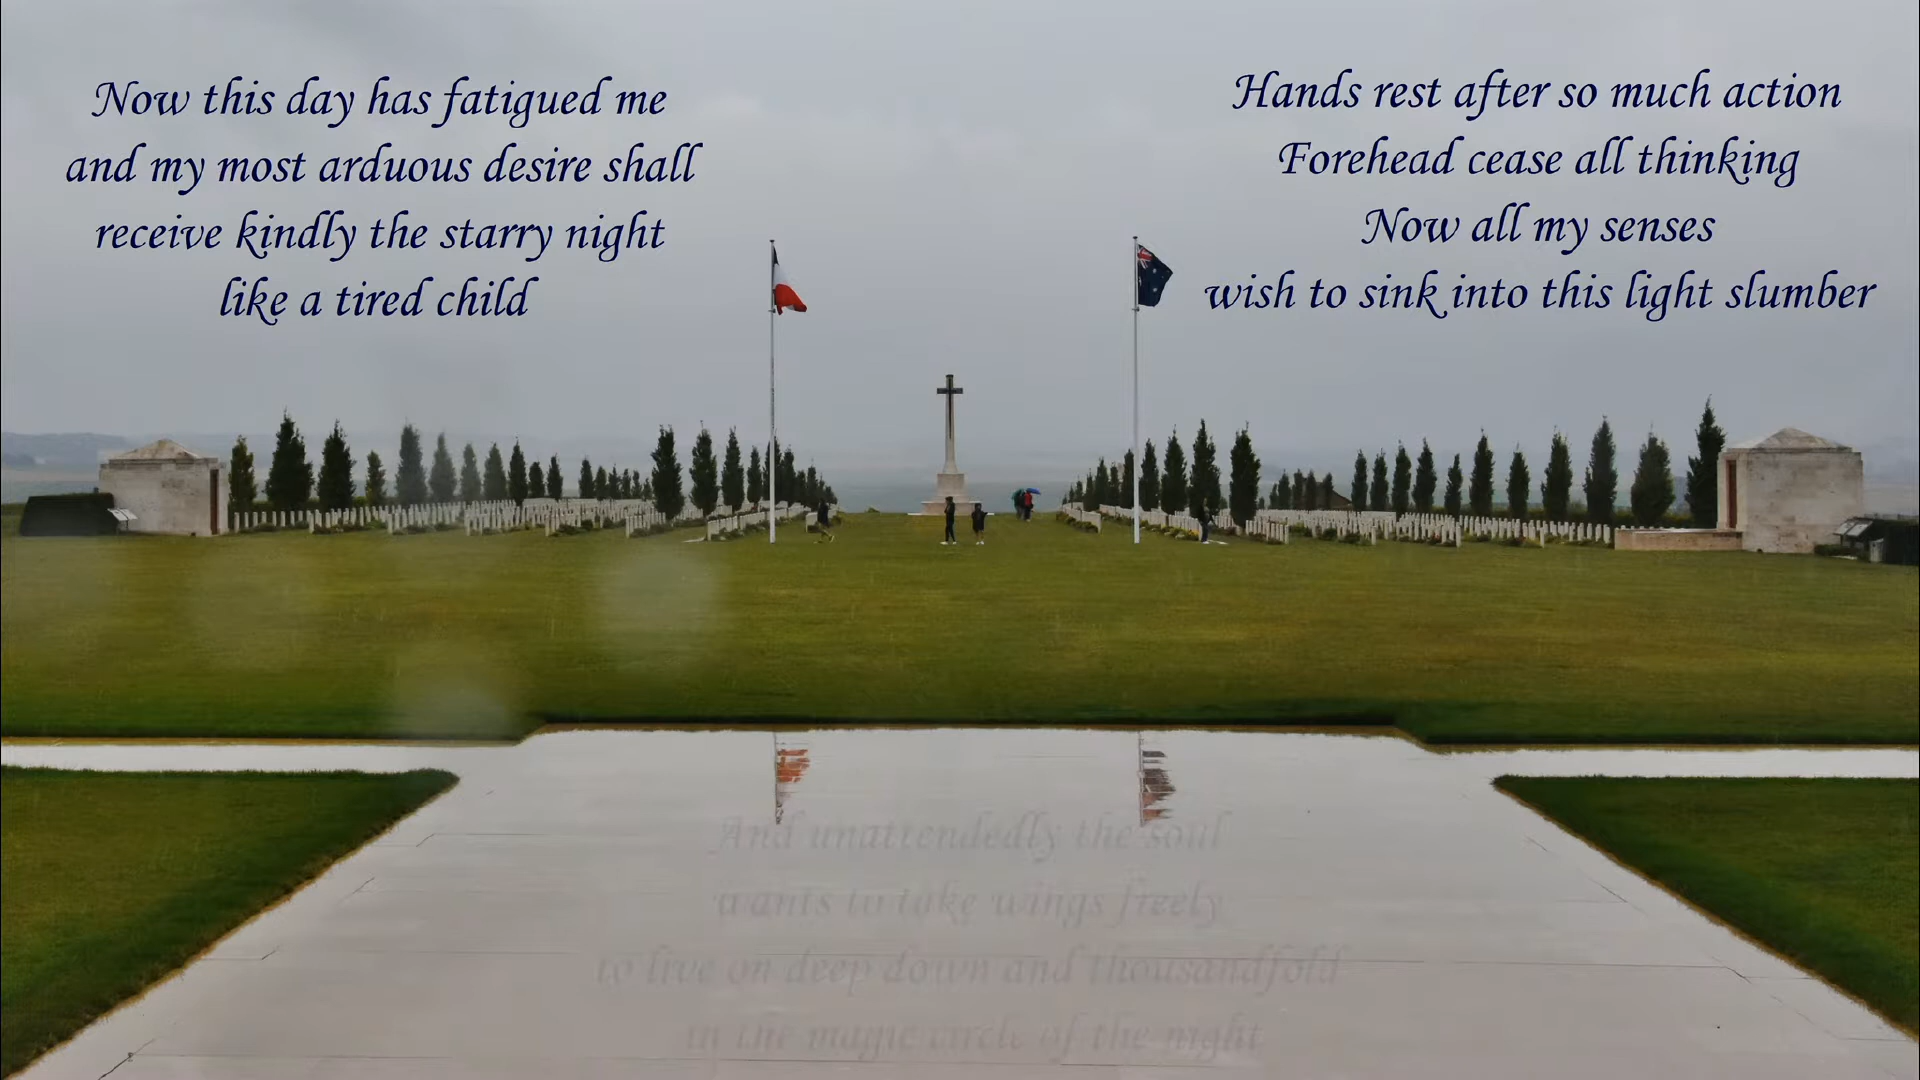 Now this day has fatigued me
and my most arduous desire shall
receive kindly the starry night
like a tired child
Hands rest after so much action
Forehead cease all thinking
Now all my senses
wish to sink into this light slumber
And unattendedly the soul
wants to take wings freely
to live on deep down and thousandfold
in the magic circle of the night